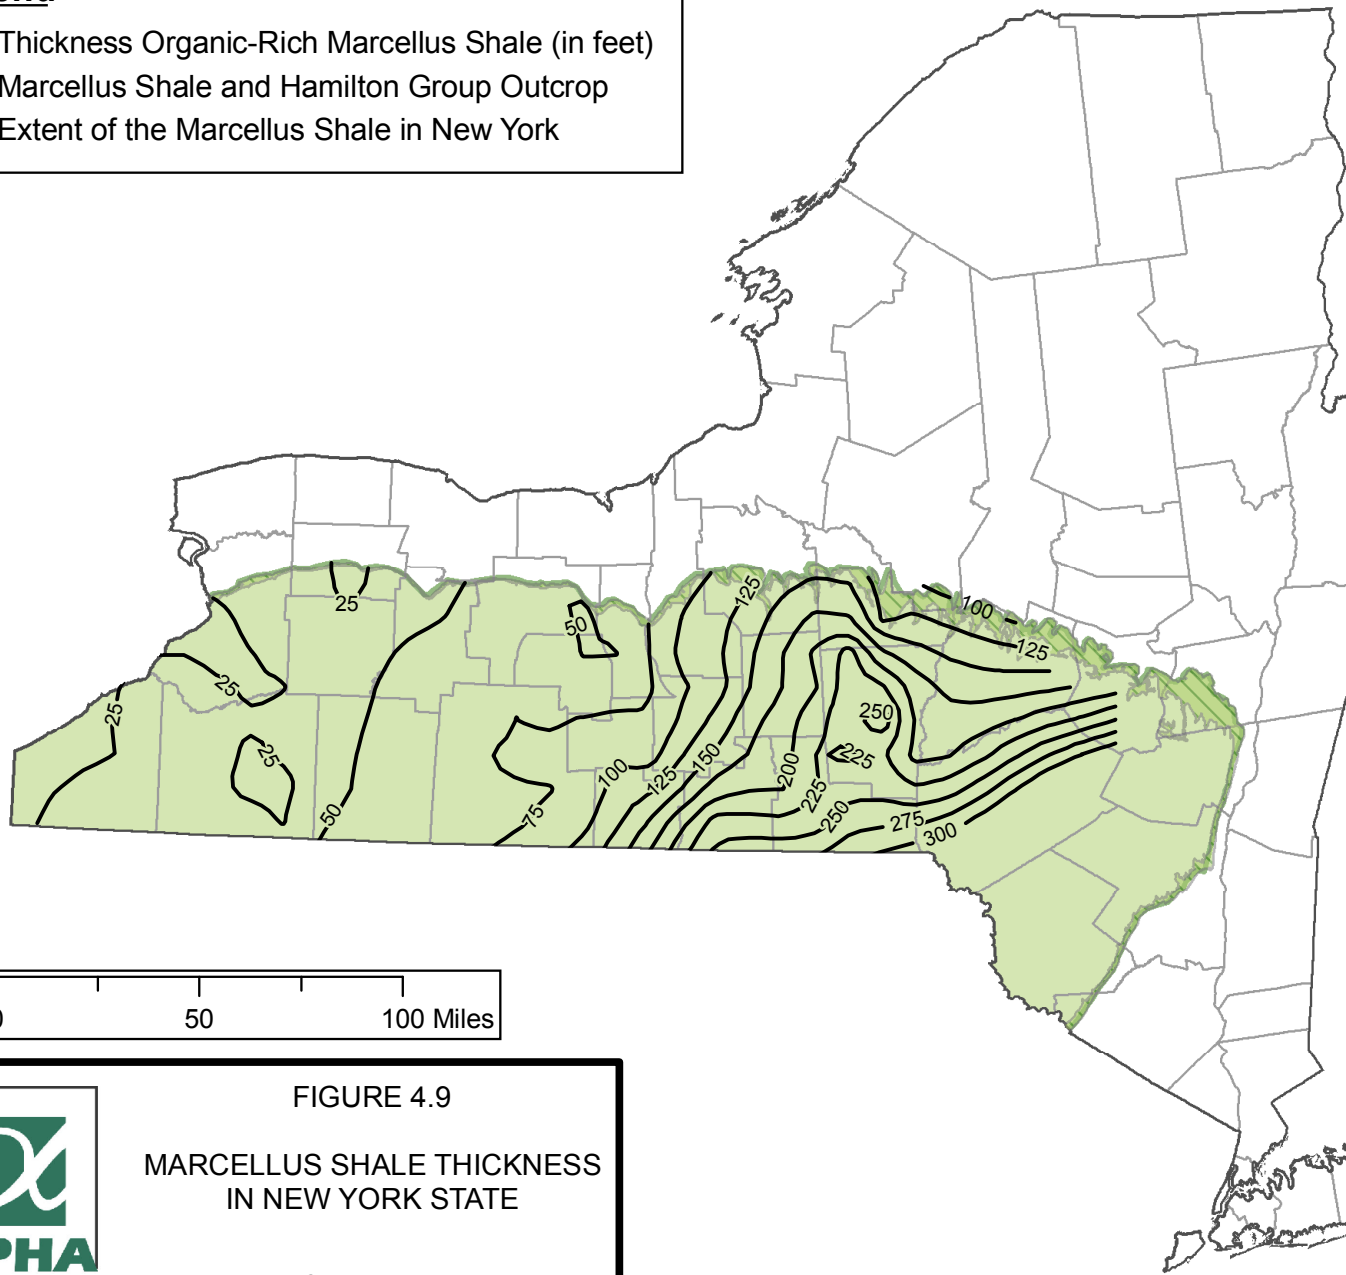 Thickness Organic-Rich Marcellus Shale (in feet)
Marcellus Shale and Hamilton Group Outcrop
Extent of the Marcellus Shale in New York
25
50
125
100
125
25
25
25
50
75
100
125
150
200
225
250
250
225
275
300
50
100 Miles
FIGURE 4.9
MARCELLUS SHALE THICKNESS
IN NEW YORK STATE
PHA